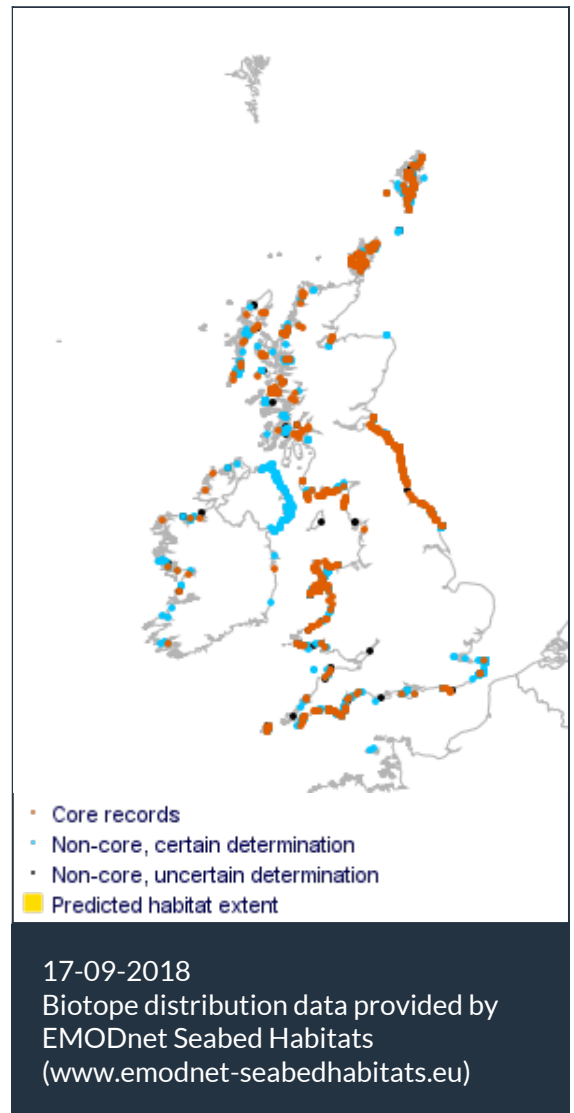 Core records
Non-core, certain determination
Non-core, uncertain determination
Predicted habitat extent
17-09-2018
Biotope distribution data provided by
EMODnet Seabed Habitats
(www.emodnet-seabedhabitats.eu)